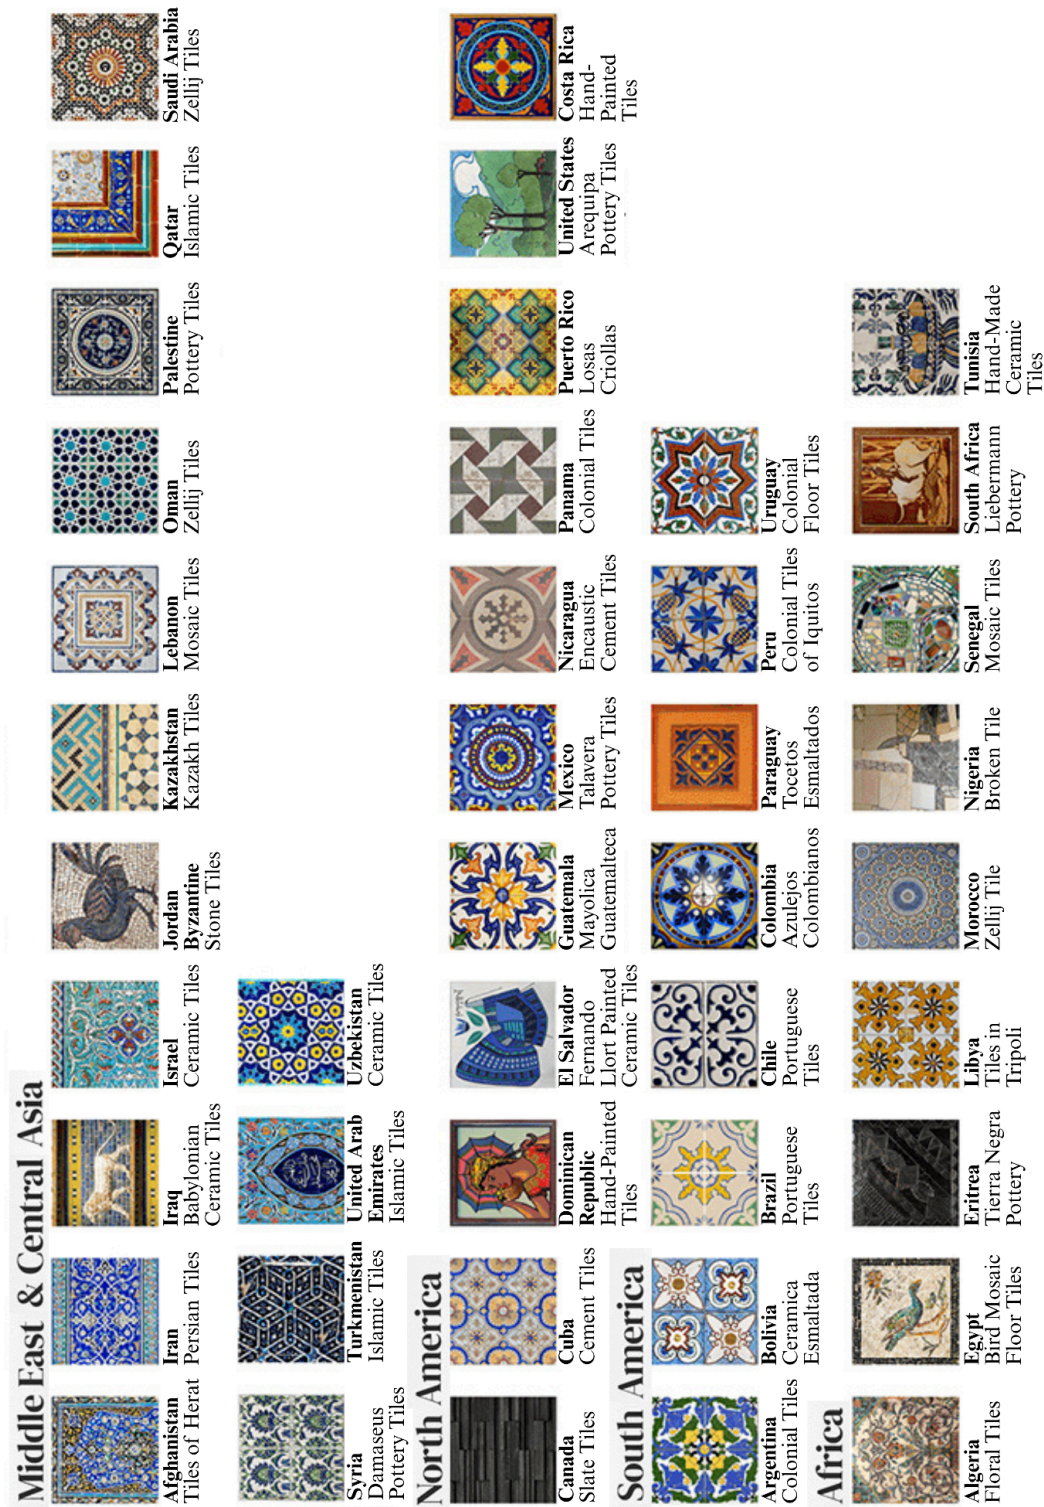 Middle East & Central Asia
Afghanistan
Tiles of Herat
Iran
Persian Tiles
Iraq
Babylonian
Ceramic Tiles
Israel
Ceramic Tiles
Jordan
Byzantine
Stone Tiles
Kazakhstan
Kazakh Tiles
Lebanon
Mosaic Tiles
Oman
Zellij Tiles
Palestine
Pottery Tiles
Qatar
Islamic Tiles
Saudi Arabia
Zellij Tiles
Syria
Damaseus
Pottery Tiles
Turkmenistan
Islamic Tiles
United Arab
Emirates
Islamic Tiles
Uzbekistan
Ceramic Tiles
North America
Canada
Slate Tiles
Cuba
Cement Tiles
Dominican
Republic
Hand-Painted
Tiles
El Salvador
Fernando
Llort Painted
Ceramic Tiles
Guatemala
Mayolica
Guatemalteca
Mexico
Talavera
Pottery Tiles
Nicaragua
Encaustic
Cement Tiles
Panama
Colonial Tiles
Puerto Rico
Losas
Criollas
United States
Arequipa
Pottery Tiles
Costa Rica
Hand-
Painted
Tiles
South America
Argentina
Colonial Tiles
Bolivia
Ceramica
Esmaltada
Brazil
Portuguese
Tiles
Chile
Portuguese
Tiles
Colombia
Azulejos
Colombianos
Paraguay
Tocetos
Esmaltados
Peru
Colonial Tiles
of Iquitos
Uruguay
Colonial
Floor Tiles
Africa
Algeria
Floral Tiles
Egypt
Bird Mosaic
Floor Tiles
Eritrea
Tierra Negra
Pottery
Libya
Tiles in
Tripoli
Morocco
Zellij Tile
Nigeria
Broken Tile
Senegal
Mosaic Tiles
South Africa
Liebermann
Pottery
Tunisia
Hand-Made
Ceramic
Tiles